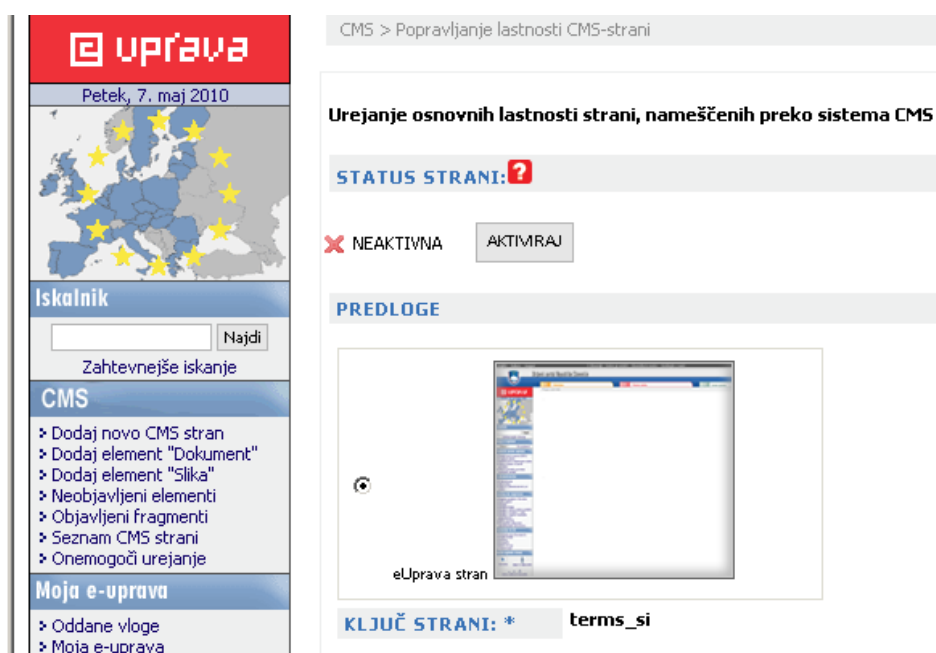 e uprava
Petek, 7. maj 2010
Iskalnik
Najdi
Zahtevnejše iskanje
CMS
Dodaj novo CMS stran
Dodaj element "Dokument"
Dodaj element "Slika"
Neobjavljeni elementi
Objavljeni fragmenti
Seznam CMS strani
Onemogoči urejanje
Moja e-uprava
Oddane vloge
Moja e-uprava
CMS > Popravljanje lastnosti CMS-strani
Urejanje osnovnih lastnosti strani, nameščenih preko sistema CMS
STATUS STRANI: ?
NEAKTIVNA AKTIVIRAJ
PREDLOGE
eUprava stran
KLJUČ STRANI: * terms_si